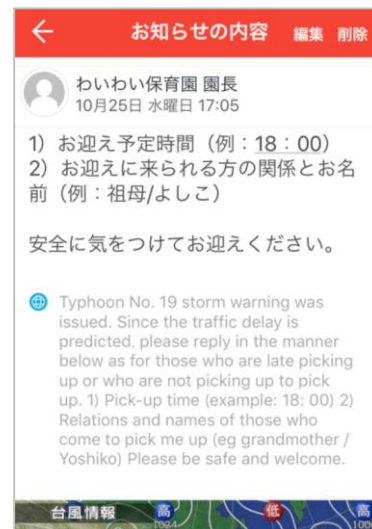 お知らせの内容 編集 削除
わいわい保育園 園長
10月25日 水曜日 17:05
1）お迎え予定時間（例：18：00）
2）お迎えに来られる方の関係とお名
前（例：祖母/よしこ）
安全に気をつけてお迎えください。
Typhoon No. 19 storm warning was
issued. Since the traffic delay is
predicted, please reply in the manner
below as for those who are late picking
up or who are not picking up to pick
up. 1) Pick-up time (example: 18: 00) 2)
Relations and names of those who
come to pick me up (eg grandmother /
Yoshiko) Please be safe and welcome.
台風情報 高 低 高
1024